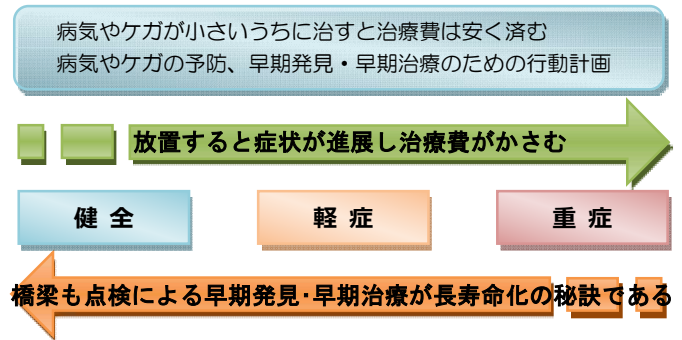 病気やケガが小さいうちに治すと治療費は安く済む
病気やケガの予防、早期発見・早期治療のための行動計画
放置すると症状が進展し治療費がかさむ
健 全
軽 症
重 症
橋梁も点検による早期発見･早期治療が長寿命化の秘訣である